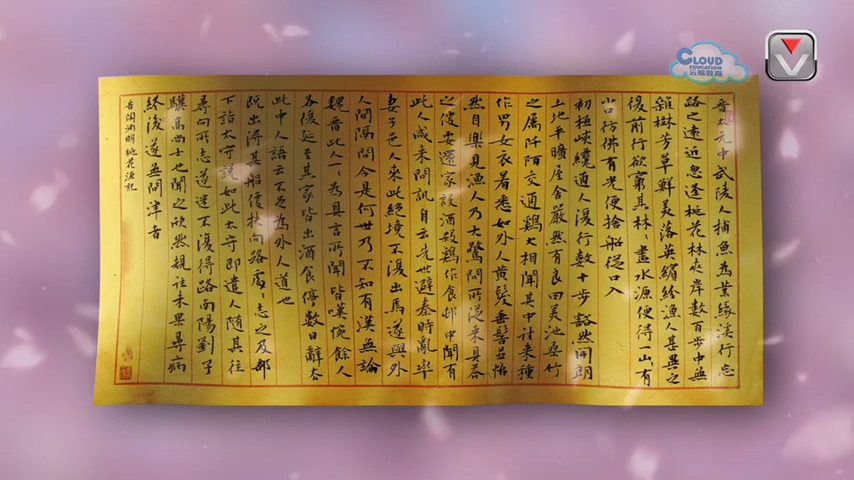 晉太元中武陵人捕魚為業緣溪行忘
路之遠近忽逢桃花林夾岸數百步中無
雜樹芳草鮮美落英繽紛漁人甚異之
復前行欲窮其林、盡水源便得一山有
小口彷彿有光便捨船從口入
初極狹纔通人復行數十步豁然開朗
土地平曠屋舍嚴然有良田美池桑竹
之屬阡陌交通鷄犬相聞其中往來種
作男女衣着悉如外人黃髮垂髫並怡
然自樂見漁人乃大驚問所從來具答
之便要還家設酒殺鷄作食村中聞有
此人咸來問訊自云先世避秦時亂率
妻子邑人來此絕境不復出焉遂與外
人間隔問今是何世乃不知有漢無論
魏晉此人一一為具言所聞皆嘆惋餘人
各復延至其家皆出酒食停數日辭去
此中人語云不足為外人道也
既出得其船便扶向路處、志之及郡
下詣太守說如此太守即遣人隨其往
尋向所志遂迷不復得路南陽劉子
驥高尚士也聞之欣然親往未果尋病
終後遂無問津者
晉陶淵明桃花源記
CLOUD
EDUCATION
云端教育